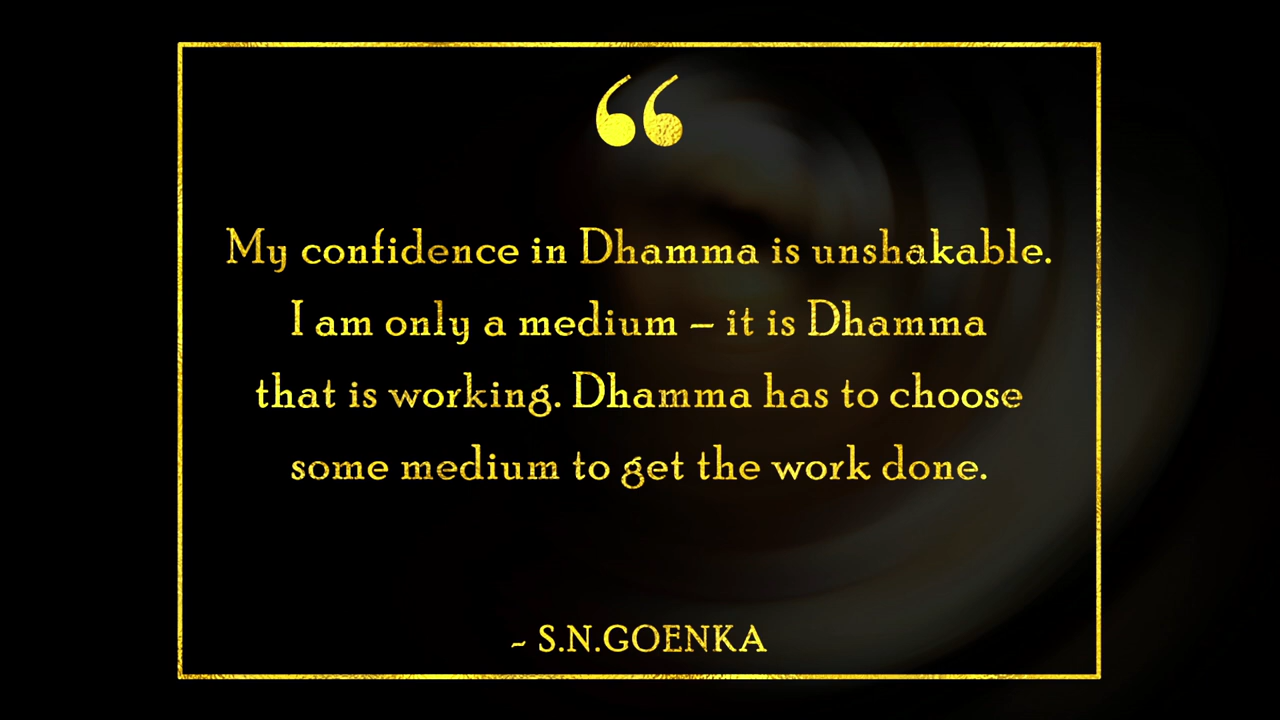 “
My confidence in Dhamma is unshakable.
I am only a medium – it is Dhamma
that is working. Dhamma has to choose
some medium to get the work done.
~ S.N.GOENKA